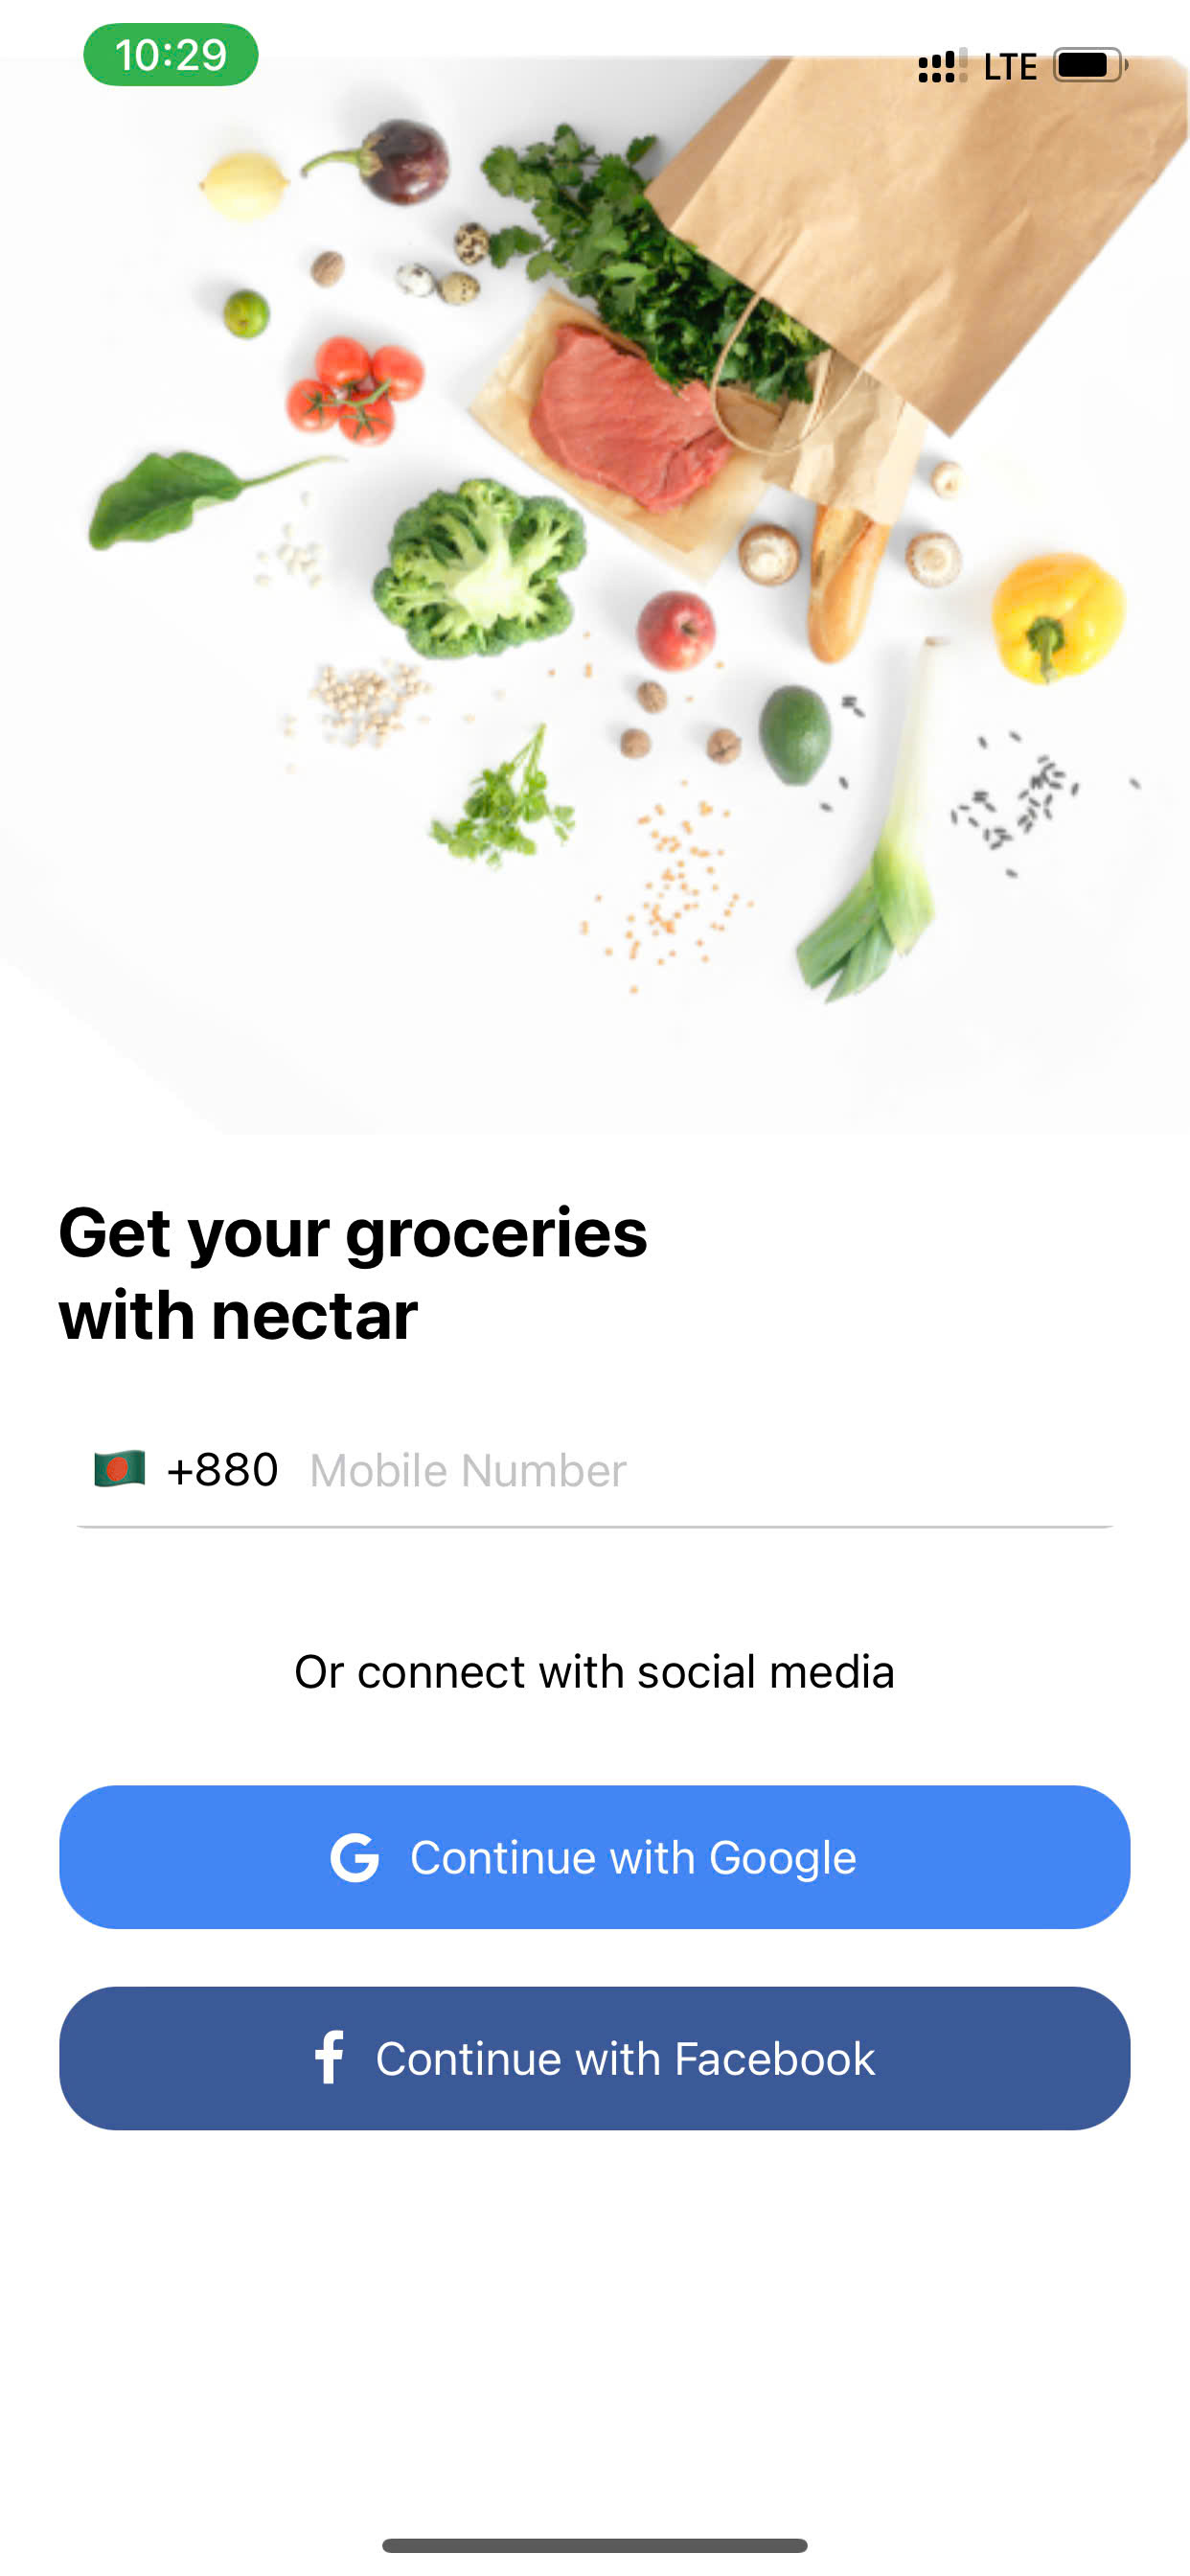 10:29
LTE
Get your groceries
with nectar
+880 Mobile Number
Or connect with social media
Continue with Google
Continue with Facebook